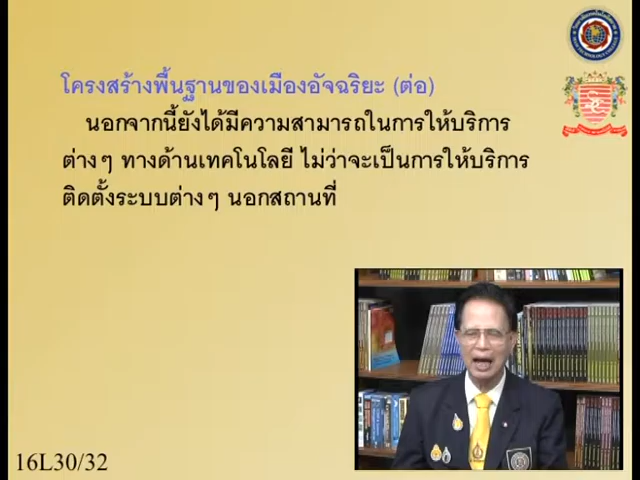 โครงสร้างพื้นฐานของเมืองอัจฉริยะ (ต่อ)
นอกจากนี้ยังได้มีความสามารถในการให้บริการ
ต่างๆ ทางด้านเทคโนโลยี ไม่ว่าจะเป็นการให้บริการ
ติดตั้งระบบต่างๆ นอกสถานที่
16L30/32